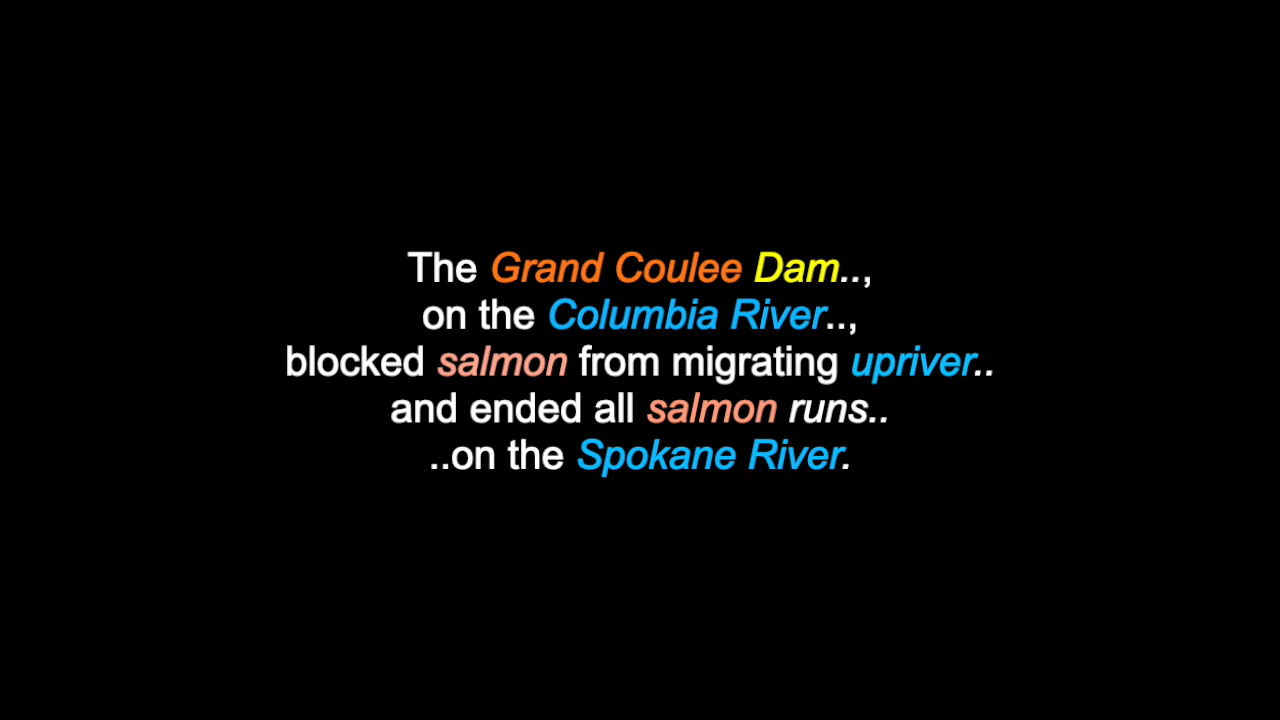 The Grand Coulee Dam..,
on the Columbia River..,
blocked salmon from migrating upriver..
and ended all salmon runs..
..on the Spokane River.